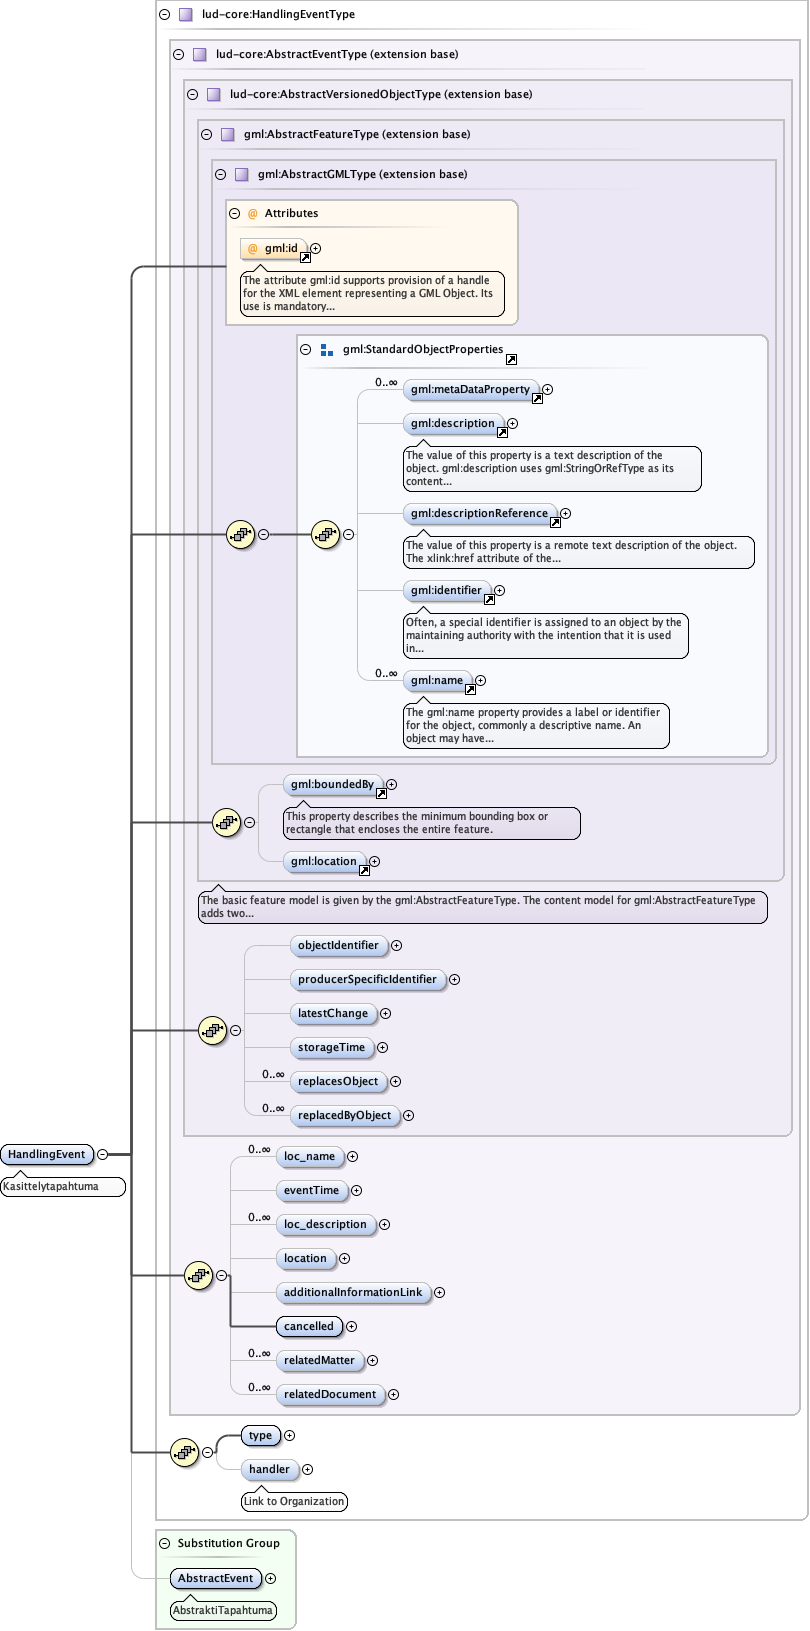 lud-core:HandlingEventType
lud-core:AbstractEventType (extension base)
lud-core:AbstractVersionedObjectType (extension base)
gml:AbstractFeatureType (extension base)
gml:AbstractGMLType (extension base)
@ Attributes
@ gml:id
The attribute gml:id supports provision of a handle
for the XML element representing a GML Object. Its
use is mandatory...
gml:StandardObjectProperties
0..∞
gml:metaDataProperty
gml:description
The value of this property is a text description of the
object. gml:description uses gml:StringOrRefType as its
content...
gml:descriptionReference
The value of this property is a remote text description of the object.
The xlink:href attribute of the...
gml:identifier
Often, a special identifier is assigned to an object by the
maintaining authority with the intention that it is used
in...
0..∞
gml:name
The gml:name property provides a label or identifier
for the object, commonly a descriptive name. An
object may have...
gml:boundedBy
This property describes the minimum bounding box or
rectangle that encloses the entire feature.
gml:location
The basic feature model is given by the gml:AbstractFeatureType. The content model for gml:AbstractFeatureType
adds two...
objectIdentifier
producerSpecificIdentifier
latestChange
storageTime
0..∞
replacesObject
0..∞
replacedByObject
HandlingEvent
Kasittelytapahtuma
0..∞
loc_name
eventTime
0..∞
loc_description
location
additionalInformationLink
cancelled
0..∞
relatedMatter
0..∞
relatedDocument
type
handler
Link to Organization
Substitution Group
AbstractEvent
AbstraktiTapahtuma